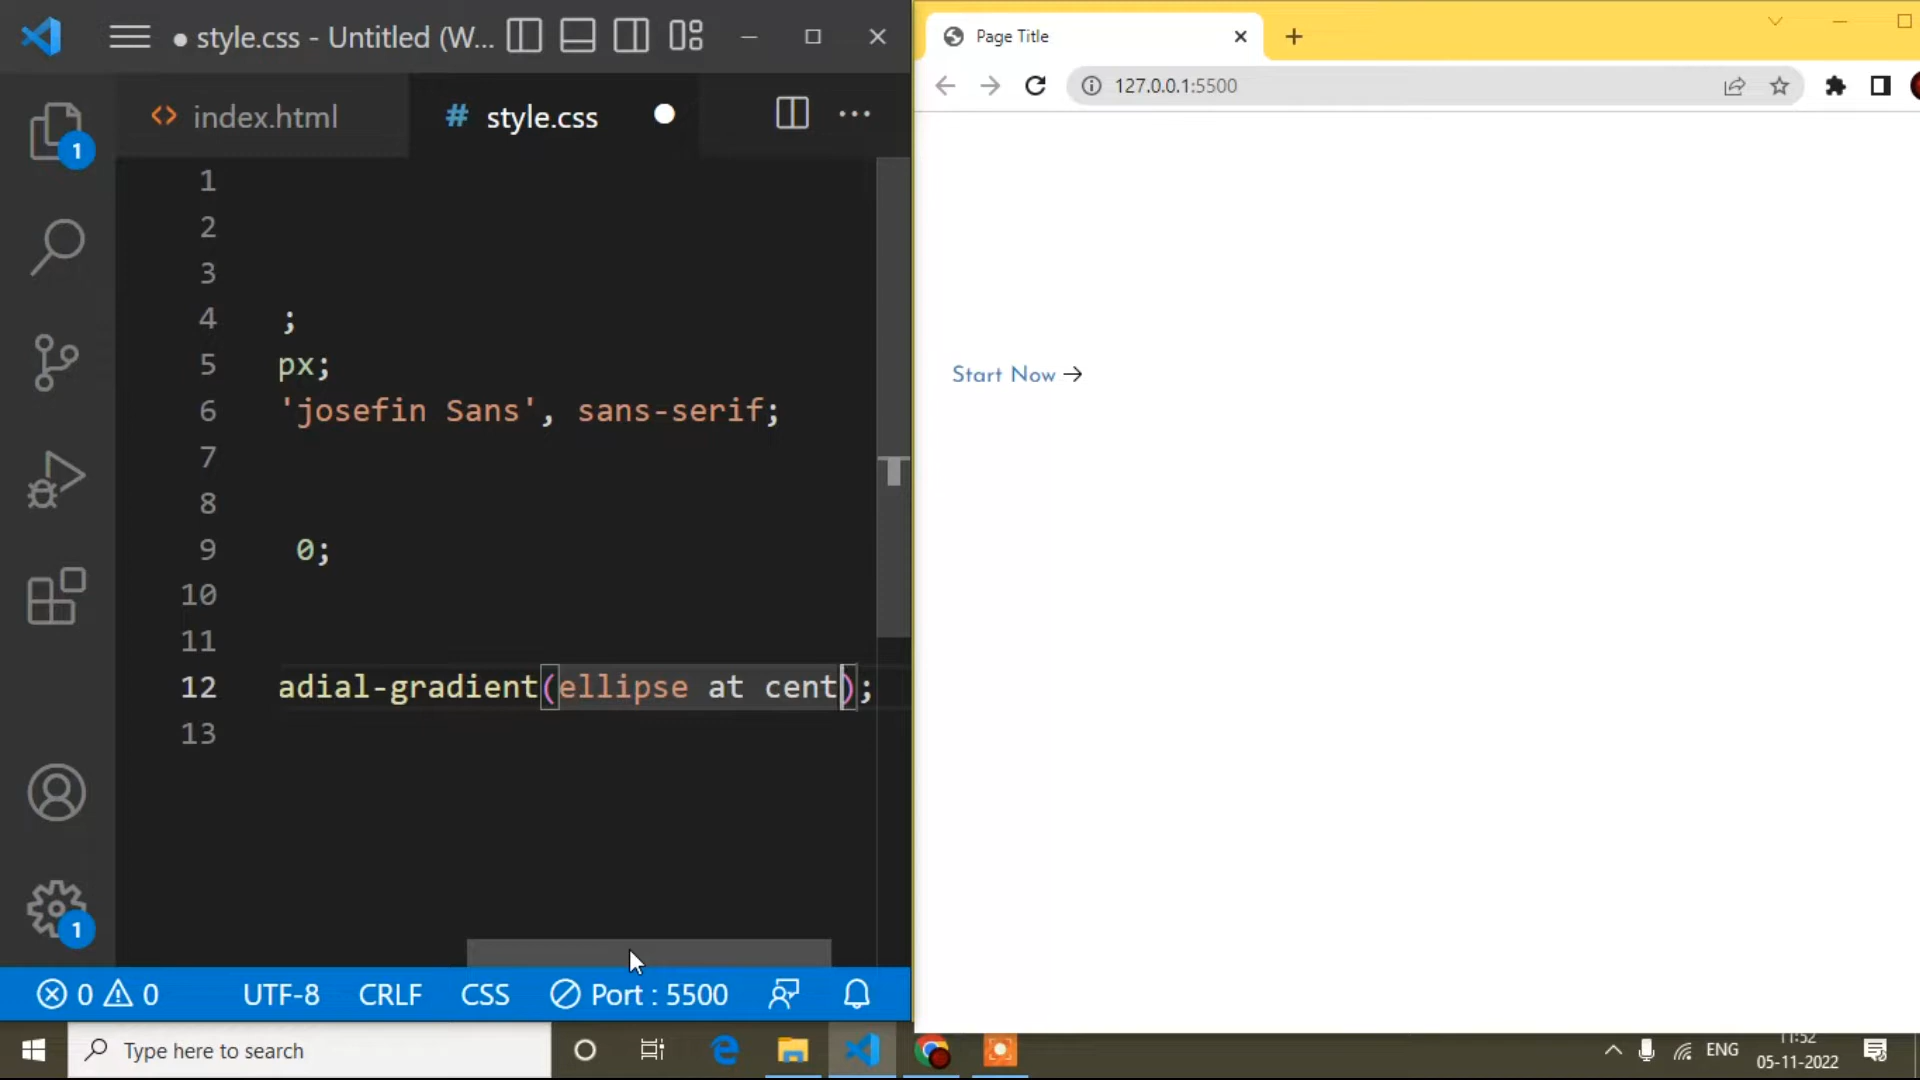 style.css - Untitled (W...
index.html
# style.css
1
1
2
3
4 ;
5 px;
6 'josefin Sans', sans-serif;
7
8
9 0;
10
11
12 adial-gradient(ellipse at cent);
13
1
0 0 UTF-8 CRLF CSS Port : 5500
Page Title
127.0.0.1:5500
Start Now →
Type here to search
ENG
11:52
05-11-2022